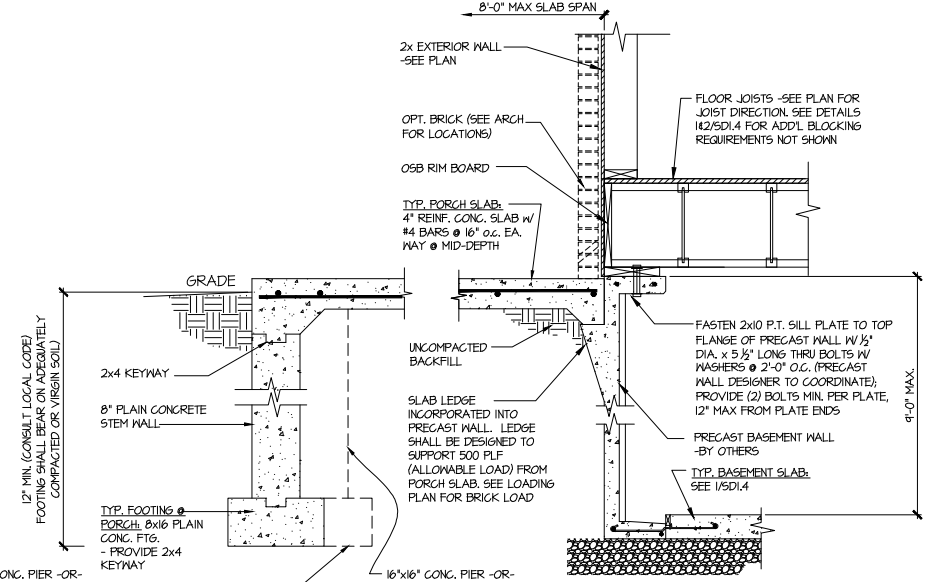 8'-0" MAX SLAB SPAN
2x EXTERIOR WALL
-SEE PLAN
OPT. BRICK (SEE ARCH
FOR LOCATIONS)
OSB RIM BOARD
TYP. PORCH SLAB:
4" REINF. CONC. SLAB W/
#4 BARS @ 16" o.c. EA.
WAY @ MID-DEPTH
FLOOR JOISTS -SEE PLAN FOR
JOIST DIRECTION. SEE DETAILS
1&2/SD1.4 FOR ADD'L BLOCKING
REQUIREMENTS NOT SHOWN
GRADE
12" MIN. (CONSULT LOCAL CODE)
FOOTING SHALL BEAR ON ADEQUATELY
COMPACTED OR VIRGIN SOIL)
2x4 KEYWAY
8" PLAIN CONCRETE
STEM WALL
TYP. FOOTING @
PORCH: 8x16 PLAIN
CONC. FTG.
- PROVIDE 2x4
KEYWAY
UNCOMPACTED
BACKFILL
SLAB LEDGE
INCORPORATED INTO
PRECAST WALL. LEDGE
SHALL BE DESIGNED TO
SUPPORT 500 PLF
(ALLOWABLE LOAD) FROM
PORCH SLAB. SEE LOADING
PLAN FOR BRICK LOAD
FASTEN 2x10 P.T. SILL PLATE TO TOP
FLANGE OF PRECAST WALL W/ ½"
DIA. x 5 ½" LONG THRU BOLTS W/
WASHERS @ 2'-0" O.C. (PRECAST
WALL DESIGNER TO COORDINATE);
PROVIDE (2) BOLTS MIN. PER PLATE,
12" MAX FROM PLATE ENDS
PRECAST BASEMENT WALL
-BY OTHERS
TYP. BASEMENT SLAB:
SEE 1/SD1.4
9'-0" MAX.
ONC. PIER -OR-
16"x16" CONC. PIER -OR-